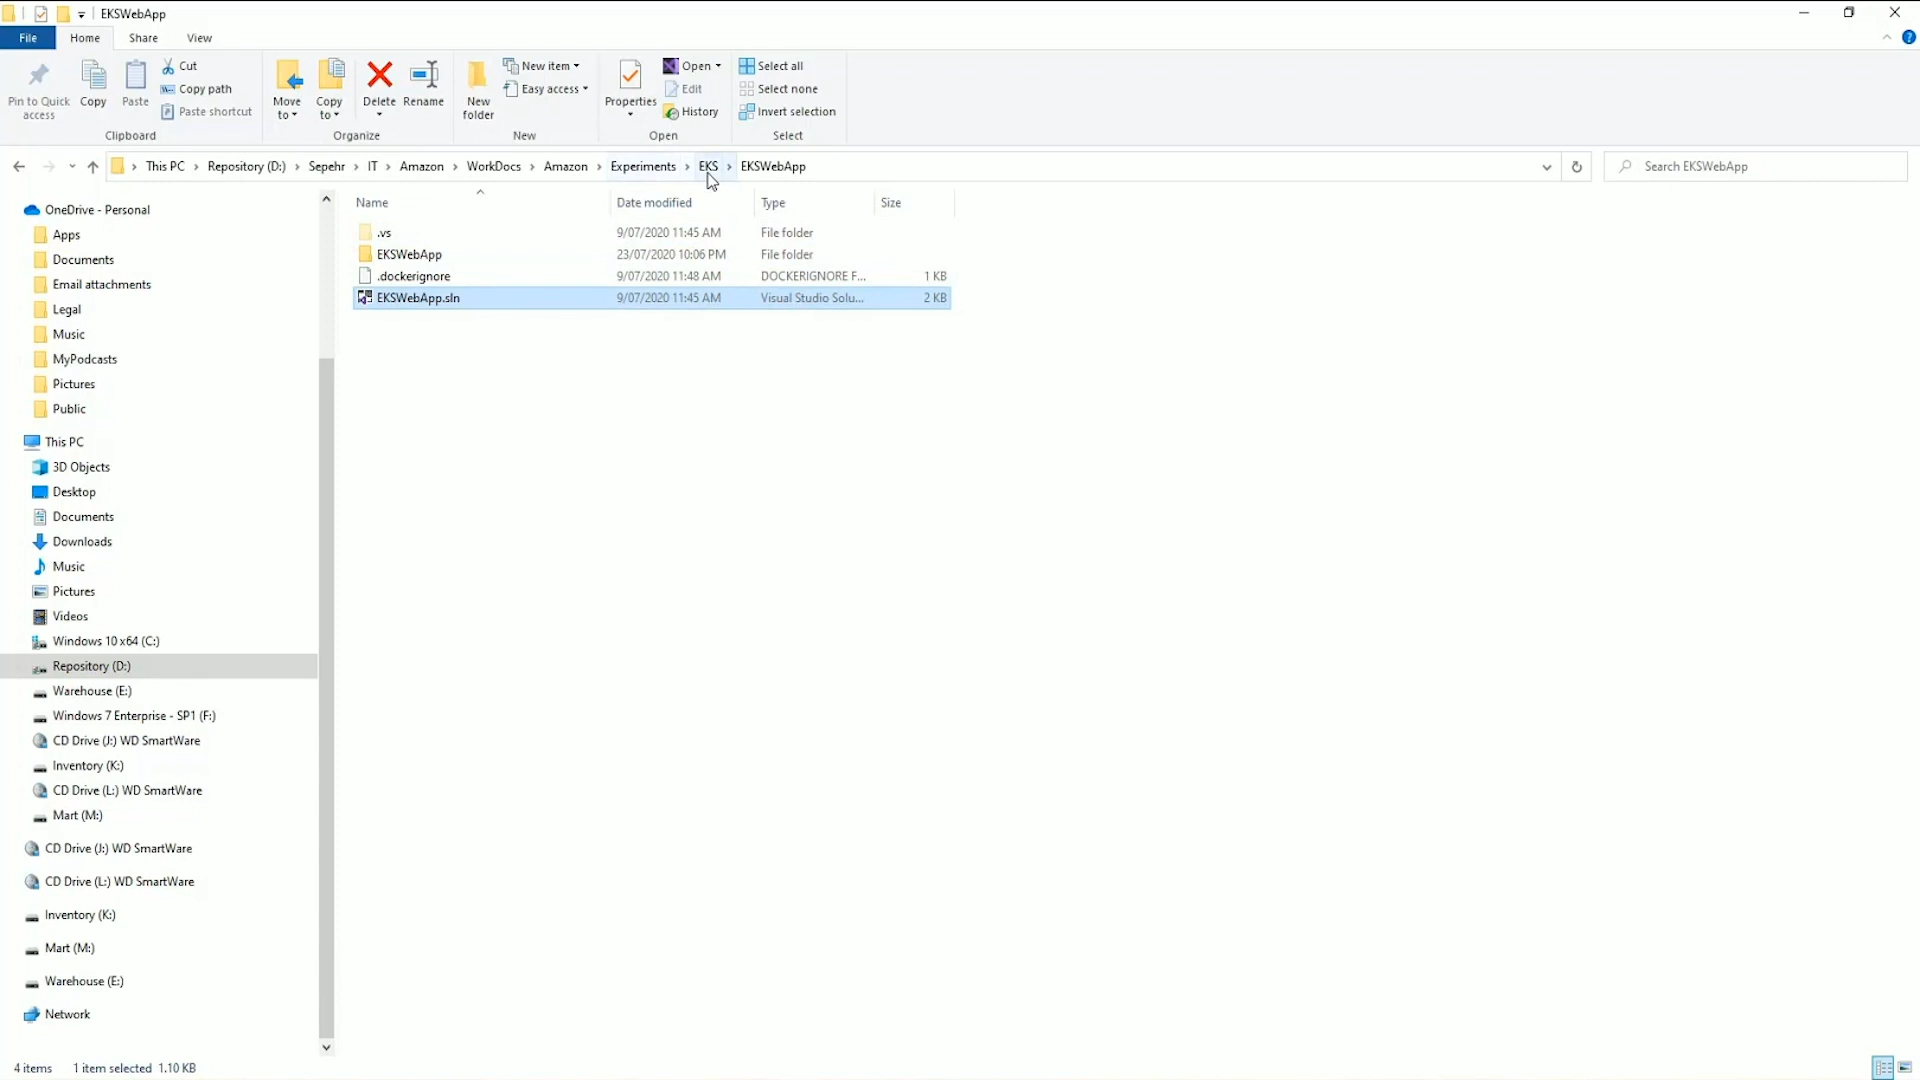 EKSWebApp
File Home Share View
Pin to Quick access
Copy
Paste
Cut
Copy path
Paste shortcut
Clipboard
Move to
Copy to
Delete
Rename
Organize
New folder
New item
Easy access
New
Properties
Open
Edit
History
Open
Select all
Select none
Invert selection
Select
This PC › Repository (D:) › Sepehr › IT › Amazon › WorkDocs › Amazon › Experiments › EKS › EKSWebApp
Search EKSWebApp
Name Date modified Type Size
.vs 9/07/2020 11:45 AM File folder
EKSWebApp 23/07/2020 10:06 PM File folder
.dockerignore 9/07/2020 11:48 AM DOCKERIGNORE F... 1 KB
EKSWebApp.sln 9/07/2020 11:45 AM Visual Studio Solu... 2 KB
OneDrive - Personal
Apps
Documents
Email attachments
Legal
Music
MyPodcasts
Pictures
Public
This PC
3D Objects
Desktop
Documents
Downloads
Music
Pictures
Videos
Windows 10 x64 (C:)
Repository (D:)
Warehouse (E:)
Windows 7 Enterprise - SP1 (F:)
CD Drive (J:) WD SmartWare
Inventory (K:)
CD Drive (L:) WD SmartWare
Mart (M:)
CD Drive (J:) WD SmartWare
CD Drive (L:) WD SmartWare
Inventory (K:)
Mart (M:)
Warehouse (E:)
Network
4 items 1 item selected 1.10 KB